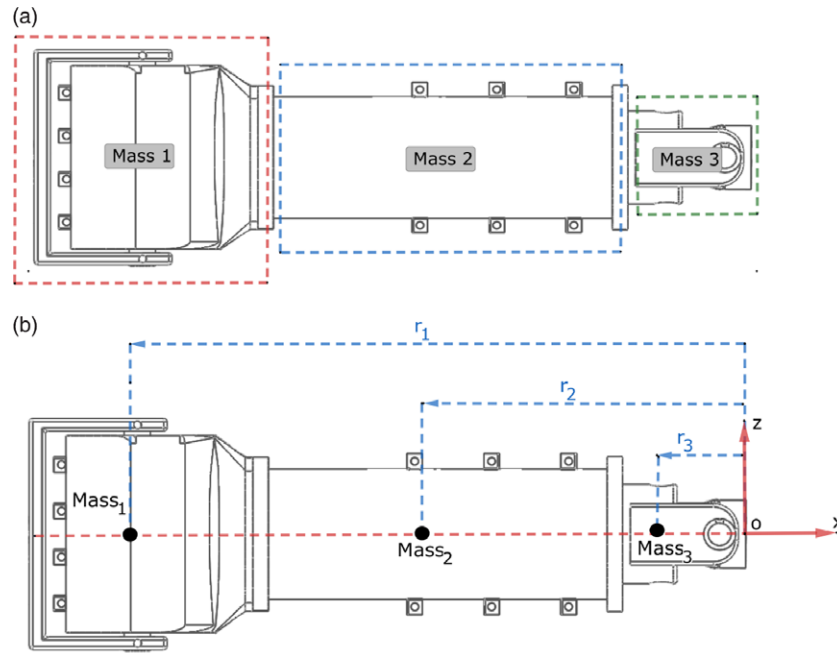 (a)
Mass 1
Mass 2
Mass 3
(b)
r₁
r₂
r₃
z
Mass₁
Mass₂
Mass₃
o
x